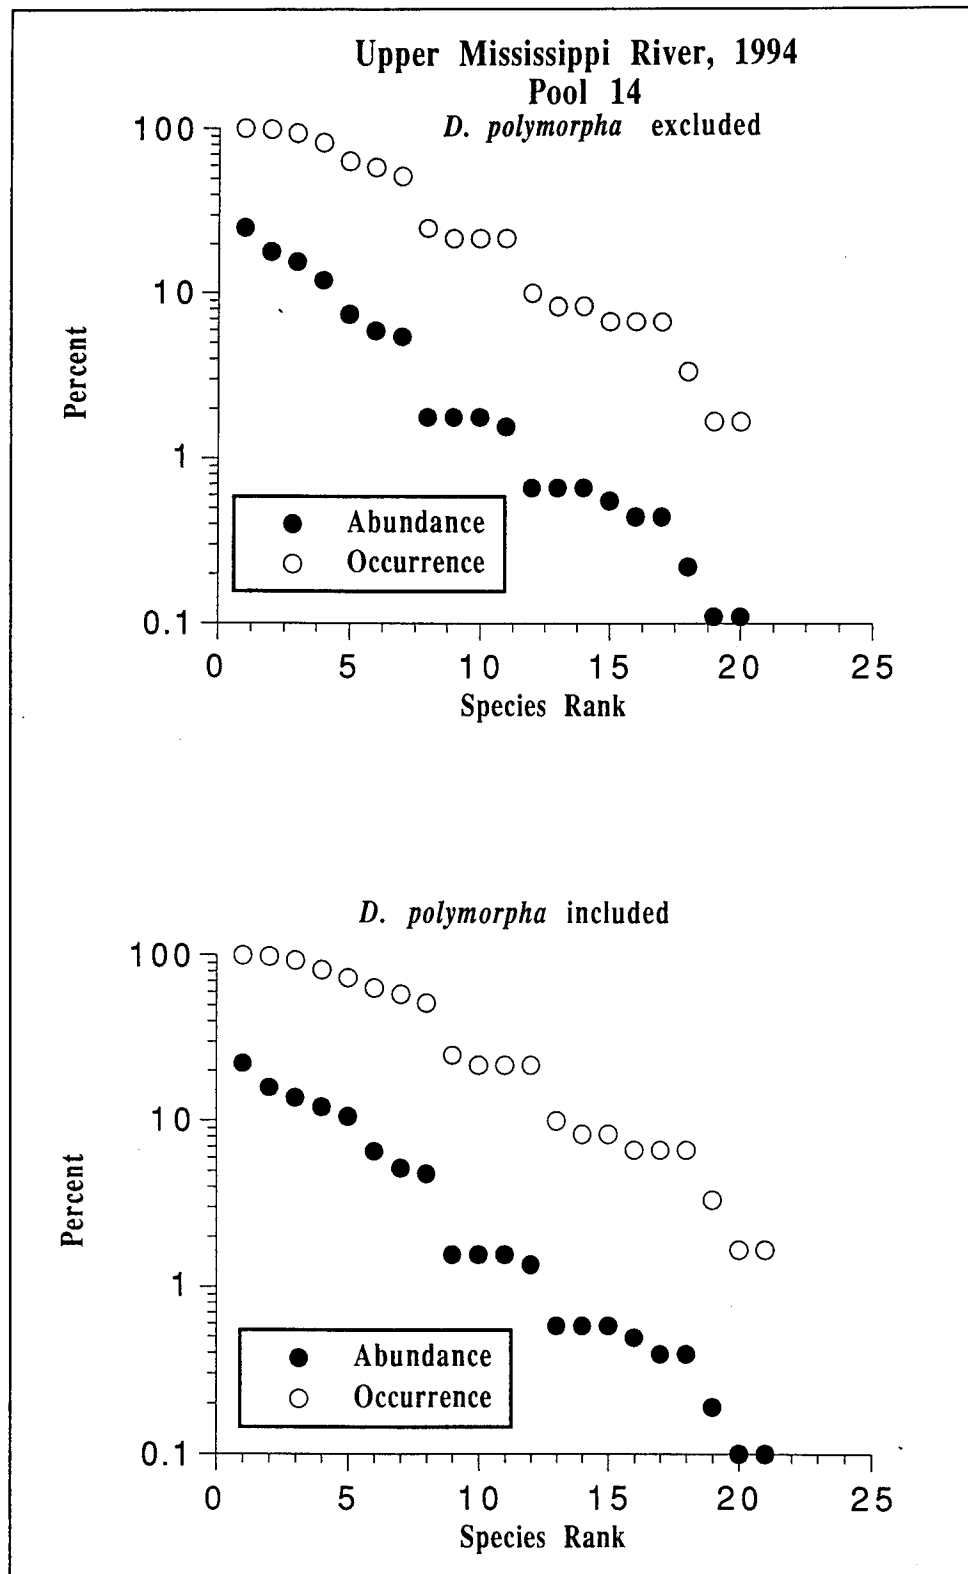 Upper Mississippi River, 1994
Pool 14
D. polymorpha excluded
100
10
1
0.1
Percent
Abundance
Occurrence
0 5 10 15 20 25
Species Rank
D. polymorpha included
100
10
1
0.1
Percent
Abundance
Occurrence
0 5 10 15 20 25
Species Rank